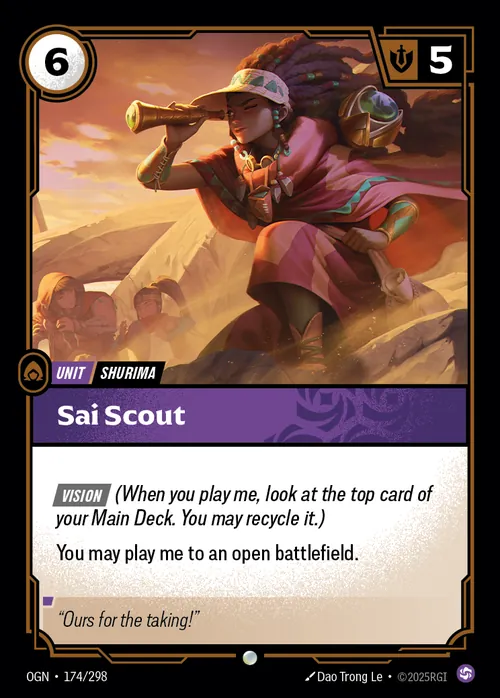 6
5
UNIT SHURIMA
Sai Scout
VISION (When you play me, look at the top card of
your Main Deck. You may recycle it.)
You may play me to an open battlefield.
“Ours for the taking!”
OGN • 174/298 Dao Trong Le • ©2025RGI